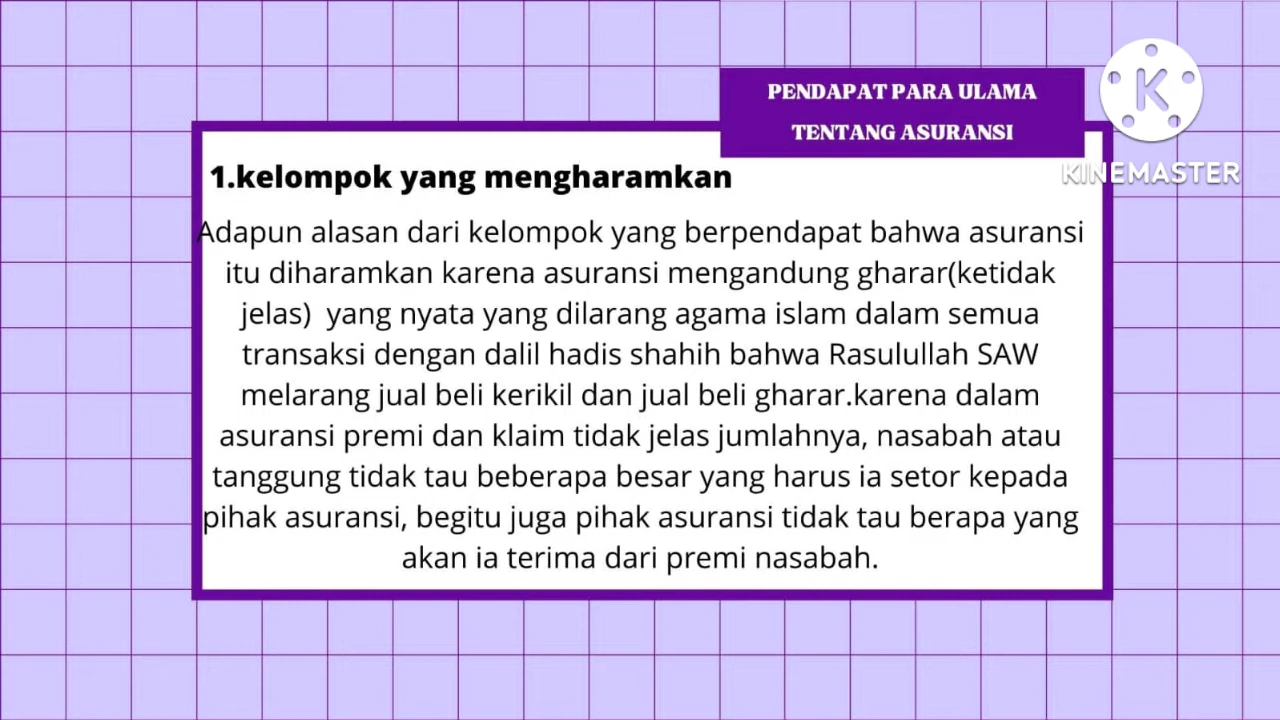 PENDAPAT PARA ULAMA
TENTANG ASURANSI
K
KINEMASTER
1.kelompok yang mengharamkan
Adapun alasan dari kelompok yang berpendapat bahwa asuransi
itu diharamkan karena asuransi mengandung gharar(ketidak
jelas)  yang nyata yang dilarang agama islam dalam semua
transaksi dengan dalil hadis shahih bahwa Rasulullah SAW
melarang jual beli kerikil dan jual beli gharar.karena dalam
asuransi premi dan klaim tidak jelas jumlahnya, nasabah atau
tanggung tidak tau beberapa besar yang harus ia setor kepada
pihak asuransi, begitu juga pihak asuransi tidak tau berapa yang
akan ia terima dari premi nasabah.